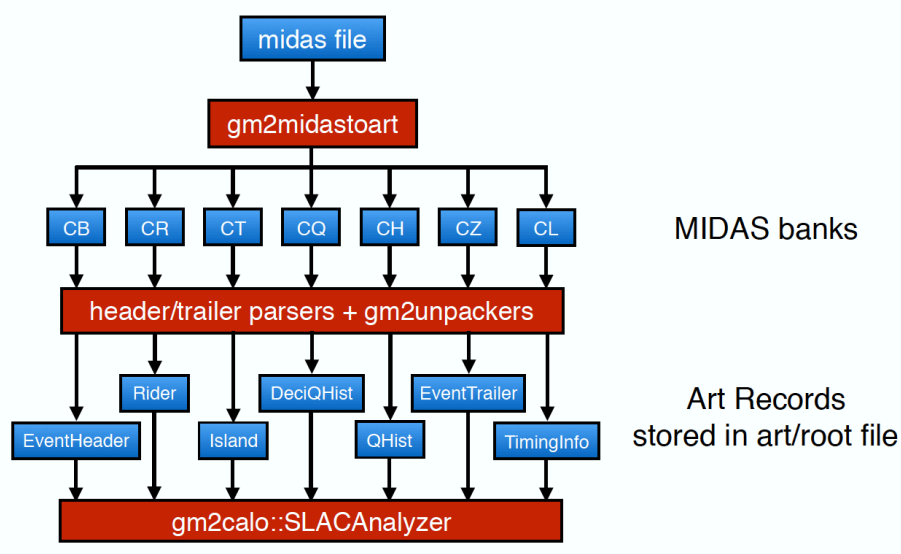 midas file
gm2midastoart
CB CR CT CQ CH CZ CL
MIDAS banks
header/trailer parsers + gm2unpackers
Rider DeciQHist EventTrailer
EventHeader Island QHist TimingInfo
Art Records
stored in art/root file
gm2calo::SLACAnalyzer